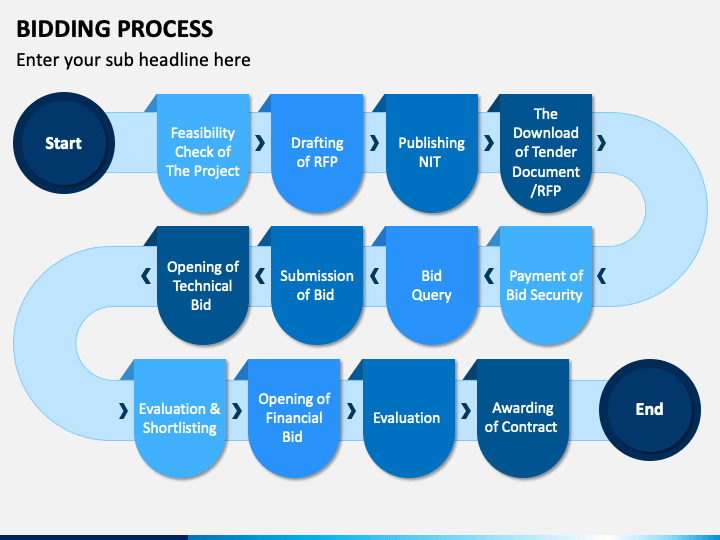 BIDDING PROCESS
Enter your sub headline here
Start
Feasibility
Check of
The Project
Drafting
of RFP
Publishing
NIT
The
Download
of Tender
Document
/RFP
Payment of
Bid Security
Bid
Query
Submission
of Bid
Opening of
Technical
Bid
Evaluation &
Shortlisting
Opening of
Financial
Bid
Evaluation
Awarding
of Contract
End